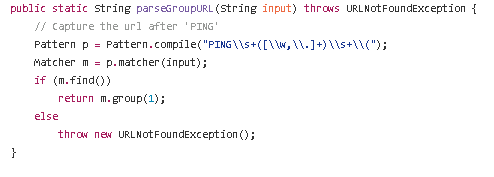 public static String parseGroupURL(String input) throws URLNotFoundException {
// Capture the url after 'PING'
Pattern p = Pattern.compile("PING\\s+([\\w,\\.]+)\\s+\\(");
Matcher m = p.matcher(input);
if (m.find())
return m.group(1);
else
throw new URLNotFoundException();
}